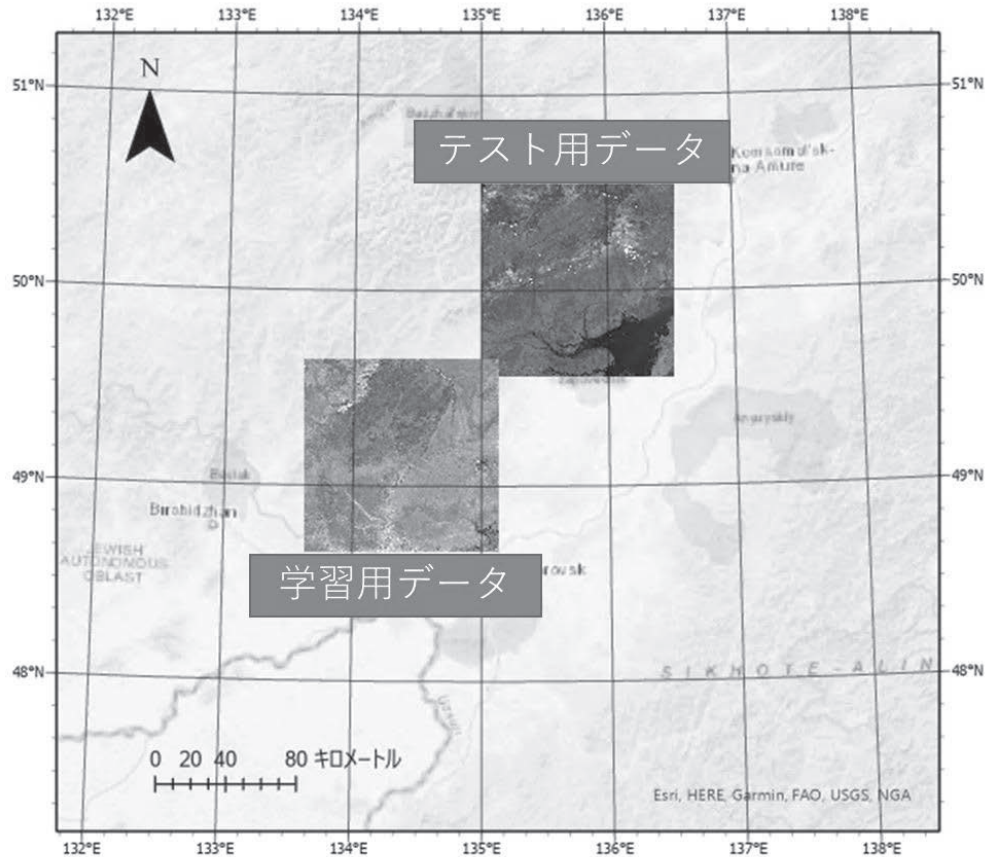 132°E 133°E 134°E 135°E 136°E 137°E 138°E
51°N 51°N
N
テスト用データ
Komsomol'sk-
na-Amure
50°N 50°N
49°N 49°N
Birobidzhan
JEWISH
AUTONOMOUS
OBLAST
学習用データ
rovsk
48°N 48°N
SIKHOTE-ALIN
0 20 40 80 キロメートル
Esri, HERE, Garmin, FAO, USGS, NGA
132°E 133°E 134°E 135°E 136°E 137°E 138°E